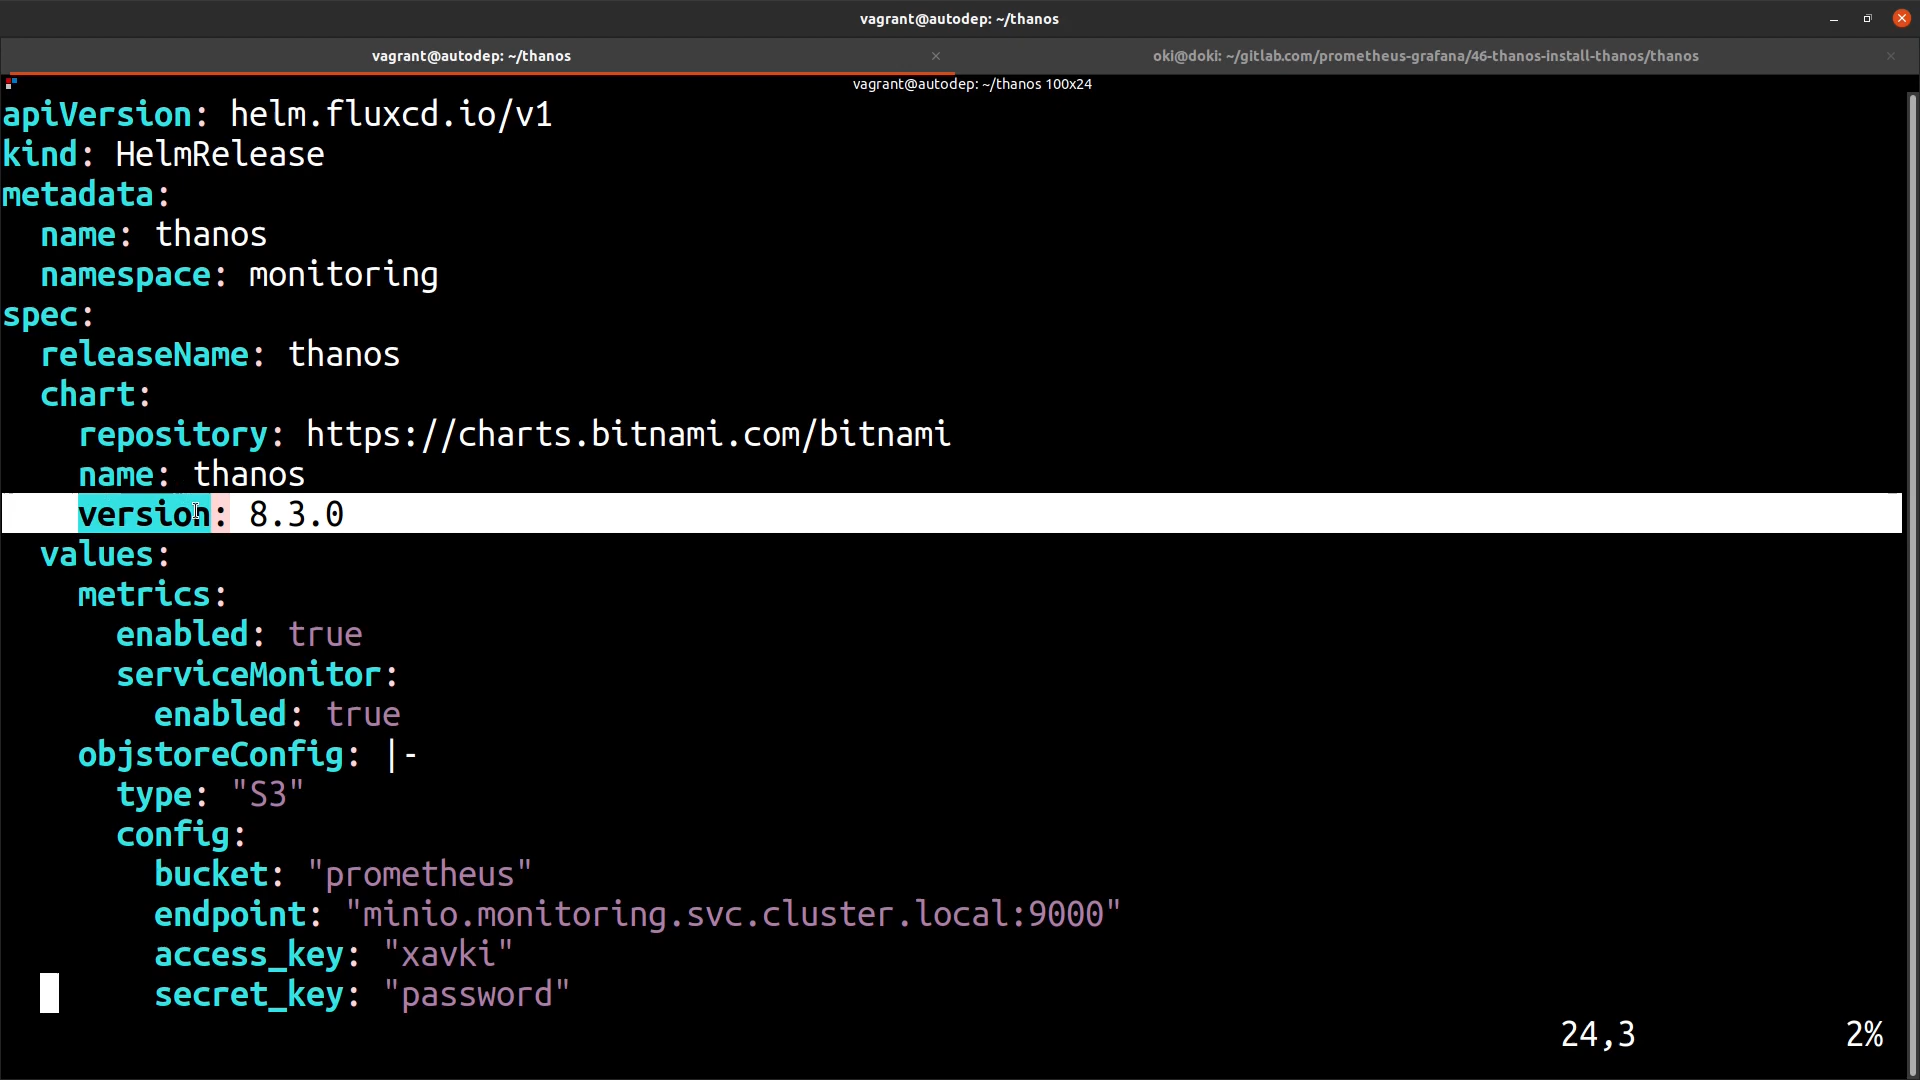 vagrant@autodep: ~/thanos
vagrant@autodep: ~/thanos
oki@doki: ~/gitlab.com/prometheus-grafana/46-thanos-install-thanos/thanos
vagrant@autodep: ~/thanos 100x24
apiVersion: helm.fluxcd.io/v1
kind: HelmRelease
metadata:
  name: thanos
  namespace: monitoring
spec:
  releaseName: thanos
  chart:
    repository: https://charts.bitnami.com/bitnami
    name: thanos
    version: 8.3.0
  values:
    metrics:
      enabled: true
      serviceMonitor:
        enabled: true
    objstoreConfig: |-
      type: "S3"
      config:
        bucket: "prometheus"
        endpoint: "minio.monitoring.svc.cluster.local:9000"
        access_key: "xavki"
        secret_key: "password"
24,3 2%